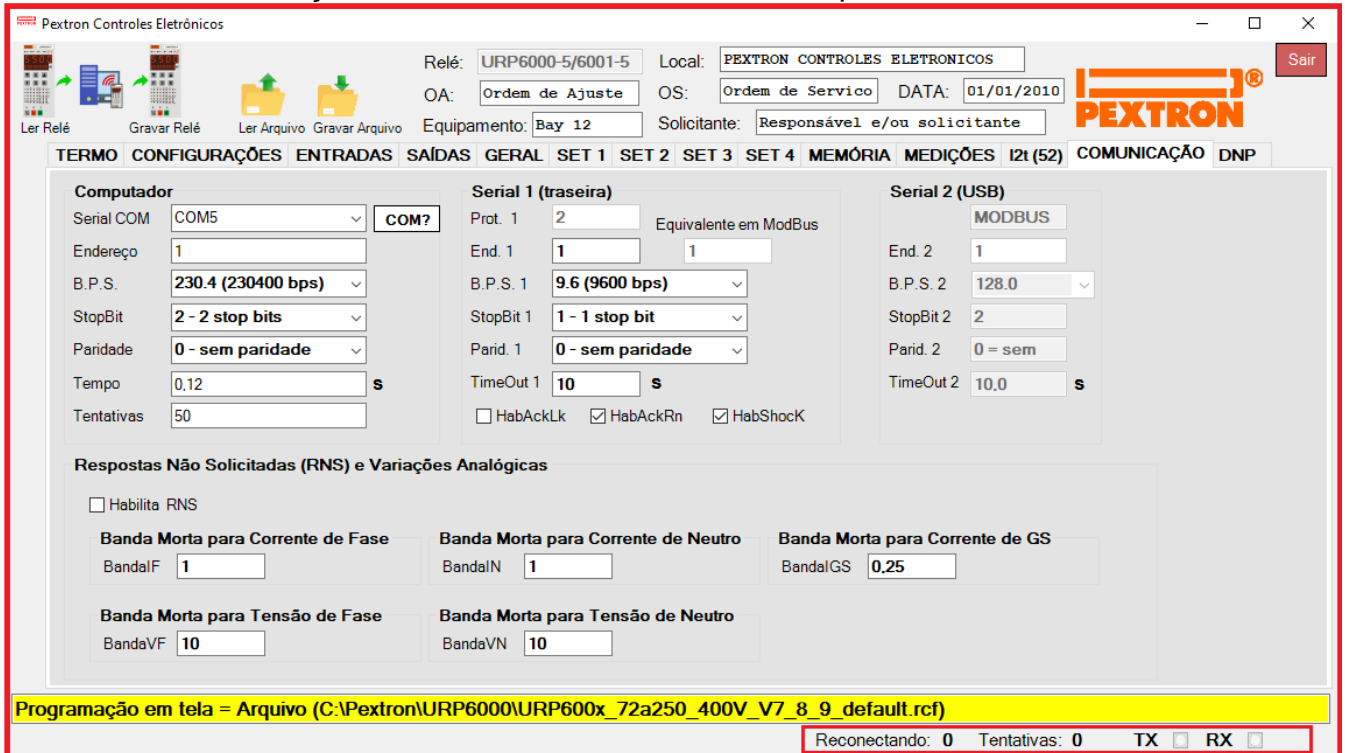 Pextron Controles Eletrônicos
Relé: URP6000-5/6001-5 Local: PEXTRON CONTROLES ELETRONICOS Sair
OA: Ordem de Ajuste OS: Ordem de Servico DATA: 01/01/2010
Ler Relé Gravar Relé Ler Arquivo Gravar Arquivo Equipamento: Bay 12 Solicitante: Responsável e/ou solicitante PEXTRON ®
TERMO CONFIGURAÇÕES ENTRADAS SAÍDAS GERAL SET 1 SET 2 SET 3 SET 4 MEMÓRIA MEDIÇÕES I2t (52) COMUNICAÇÃO DNP
Computador
Serial COM COM5 COM?
Endereço 1
B.P.S. 230.4 (230400 bps)
StopBit 2 - 2 stop bits
Paridade 0 - sem paridade
Tempo 0,12 s
Tentativas 50
Serial 1 (traseira)
Prot. 1 2 Equivalente em ModBus
End. 1 1 1
B.P.S. 1 9.6 (9600 bps)
StopBit 1 1 - 1 stop bit
Parid. 1 0 - sem paridade
TimeOut 1 10 s
HabAckLk HabAckRn HabShocK
Serial 2 (USB)
MODBUS
End. 2 1
B.P.S. 2 128.0
StopBit 2 2
Parid. 2 0 = sem
TimeOut 2 10,0 s
Respostas Não Solicitadas (RNS) e Variações Analógicas
Habilita RNS
Banda Morta para Corrente de Fase Banda Morta para Corrente de Neutro Banda Morta para Corrente de GS
BandaIF 1 BandaIN 1 BandaIGS 0,25
Banda Morta para Tensão de Fase Banda Morta para Tensão de Neutro
BandaVF 10 BandaVN 10
Programação em tela = Arquivo (C:\Pextron\URP6000\URP600x_72a250_400V_V7_8_9_default.rcf)
Reconectando: 0 Tentativas: 0 TX RX